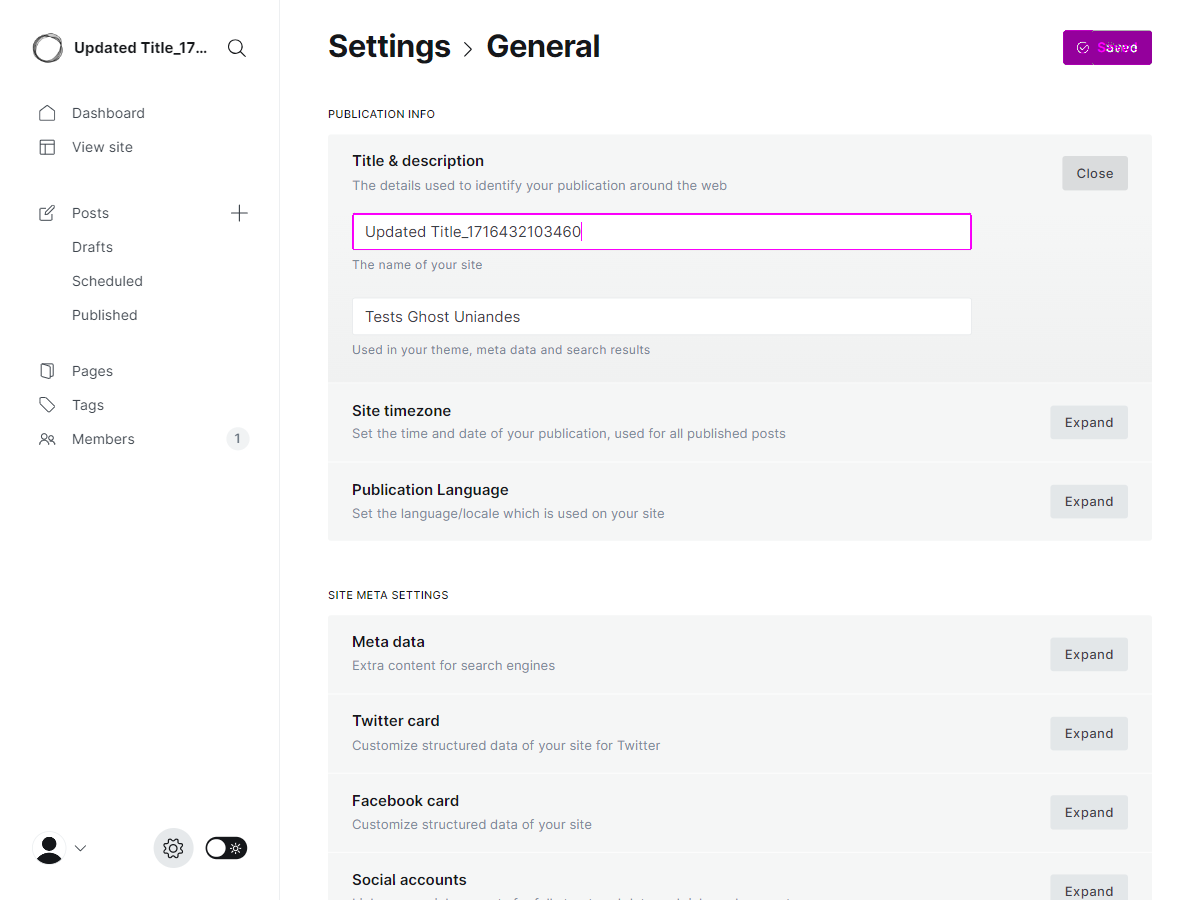 Updated Title_17...
Settings > General
Dashboard
View site
Posts
Drafts
Scheduled
Published
Pages
Tags
Members
1
PUBLICATION INFO
Title & description
The details used to identify your publication around the web
Close
Updated Title_1716432103460
The name of your site
Tests Ghost Uniandes
Used in your theme, meta data and search results
Site timezone
Set the time and date of your publication, used for all published posts
Expand
Publication Language
Set the language/locale which is used on your site
Expand
SITE META SETTINGS
Meta data
Extra content for search engines
Expand
Twitter card
Customize structured data of your site for Twitter
Expand
Facebook card
Customize structured data of your site
Expand
Social accounts
Expand